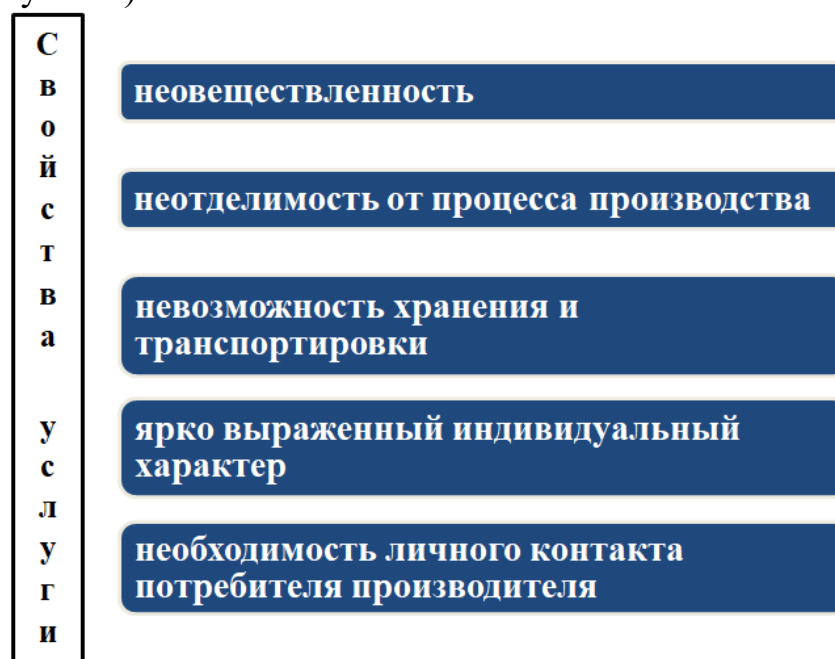 Свойства услуги
неовеществленность
неотделимость от процесса производства
невозможность хранения и
транспортировки
ярко выраженный индивидуальный
характер
необходимость личного контакта
потребителя производителя